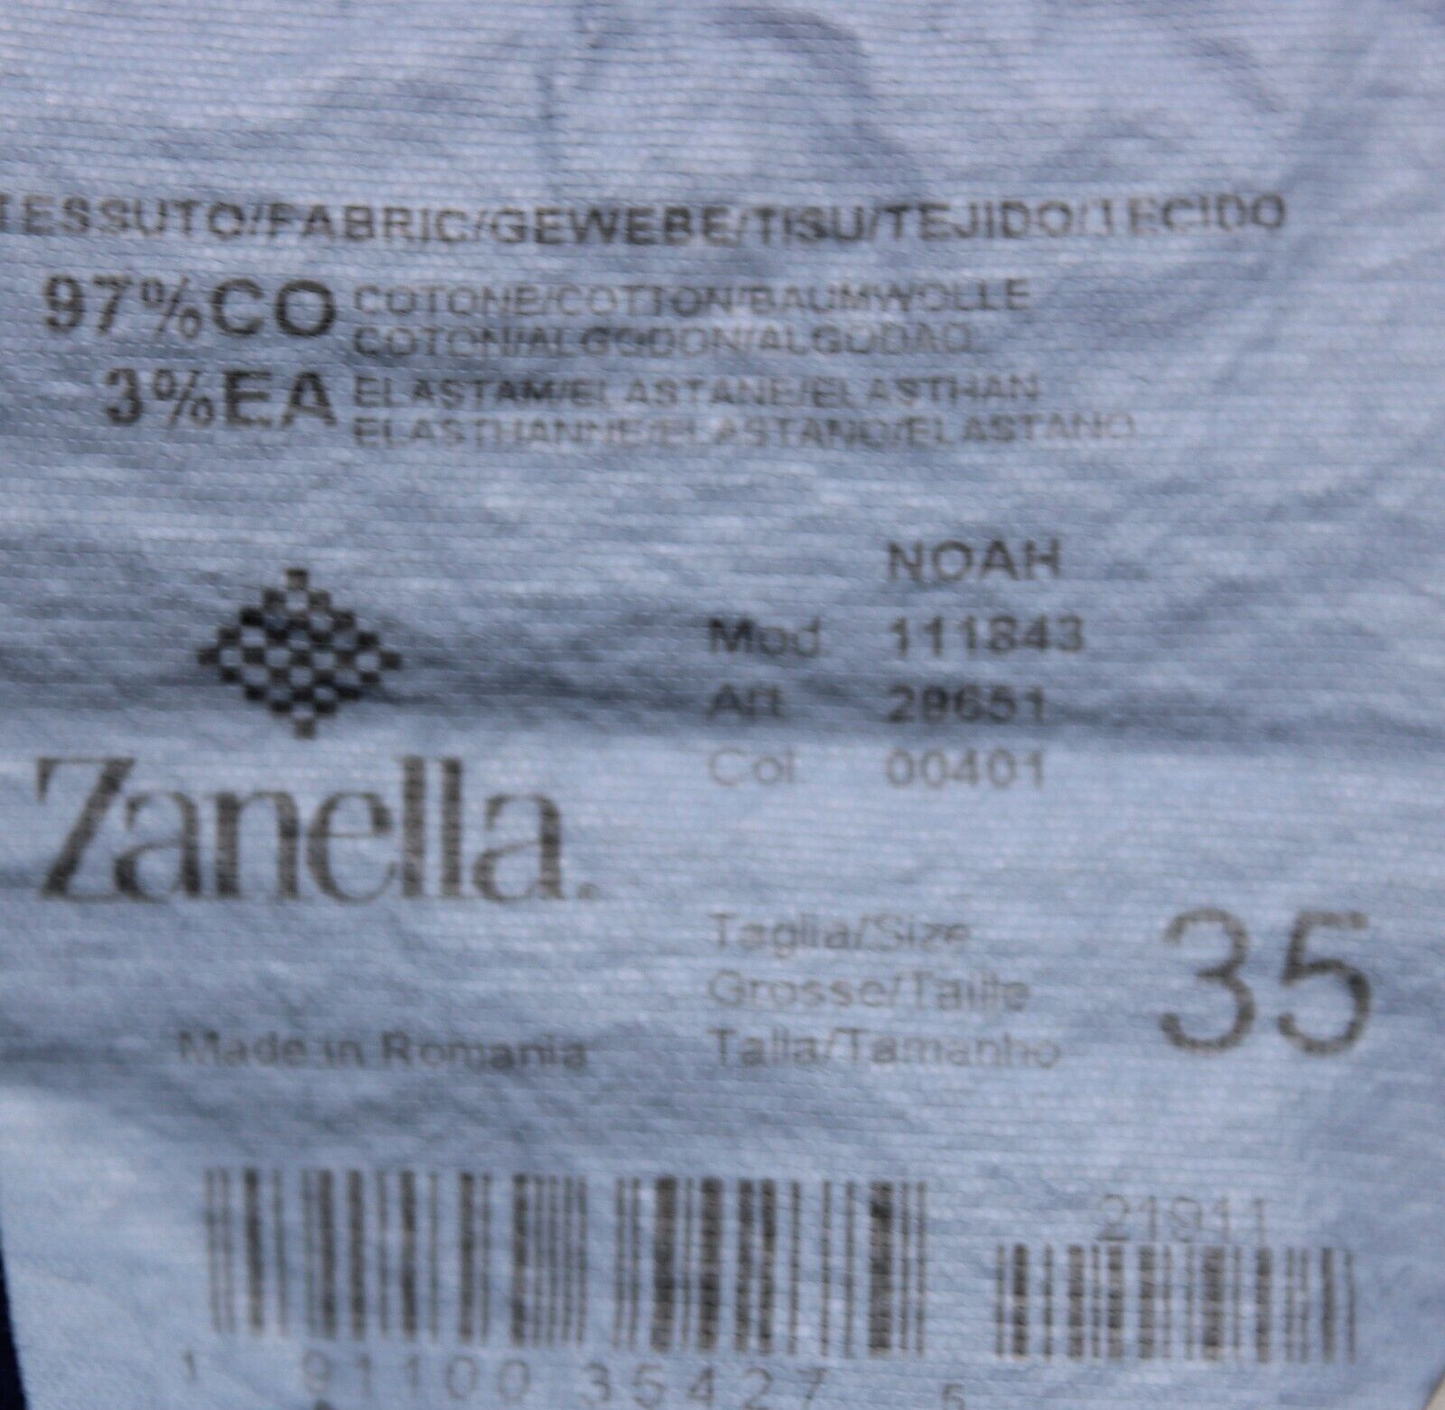 TESSUTO/FABRIC/GEWEBE/TISU/TEJIDO/TECIDO
97%CO COTONE/COTTON/BAUMWOLLE
COTON/ALGODON/ALGODAO
3%EA ELASTAM/ELASTANE/ELASTHAN
ELASTHANNE/ELASTANO/ELASTANO
NOAH
Mod. 111843
Art. 28651
Col. 00401
Zanella.
Taglia/Size
Grosse/Taille
Talla/Tamanho
35
Made in Romania
21911
1 91100 35427 5